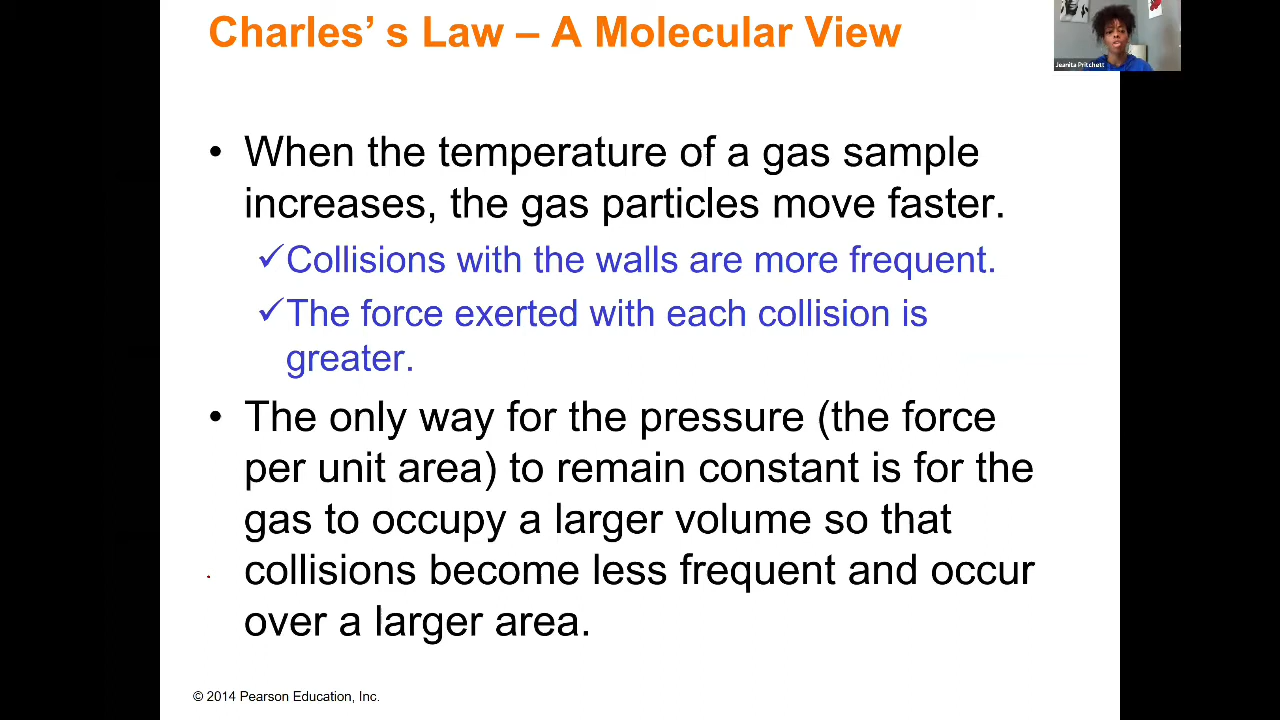 Charles’ s Law – A Molecular View
Jeanita Pritchett
• When the temperature of a gas sample
increases, the gas particles move faster.
✓Collisions with the walls are more frequent.
✓The force exerted with each collision is
greater.
• The only way for the pressure (the force
per unit area) to remain constant is for the
gas to occupy a larger volume so that
collisions become less frequent and occur
over a larger area.
© 2014 Pearson Education, Inc.